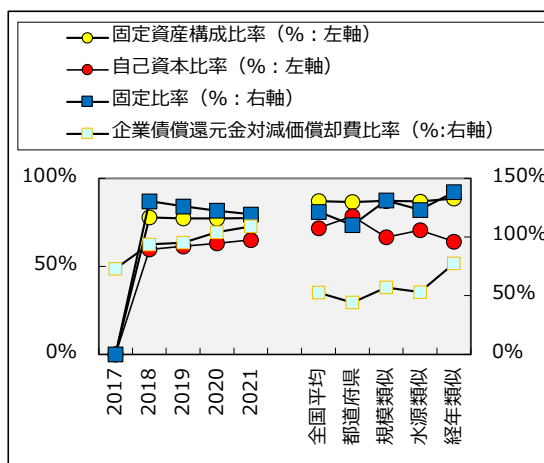 固定資産構成比率（%：左軸）
自己資本比率（%：左軸）
固定比率（%：右軸）
企業債償還元金対減価償却費比率（%:右軸）
100%
50%
0%
150%
100%
50%
0%
2017
2018
2019
2020
2021
全国平均
都道府県
規模類似
水源類似
経年類似